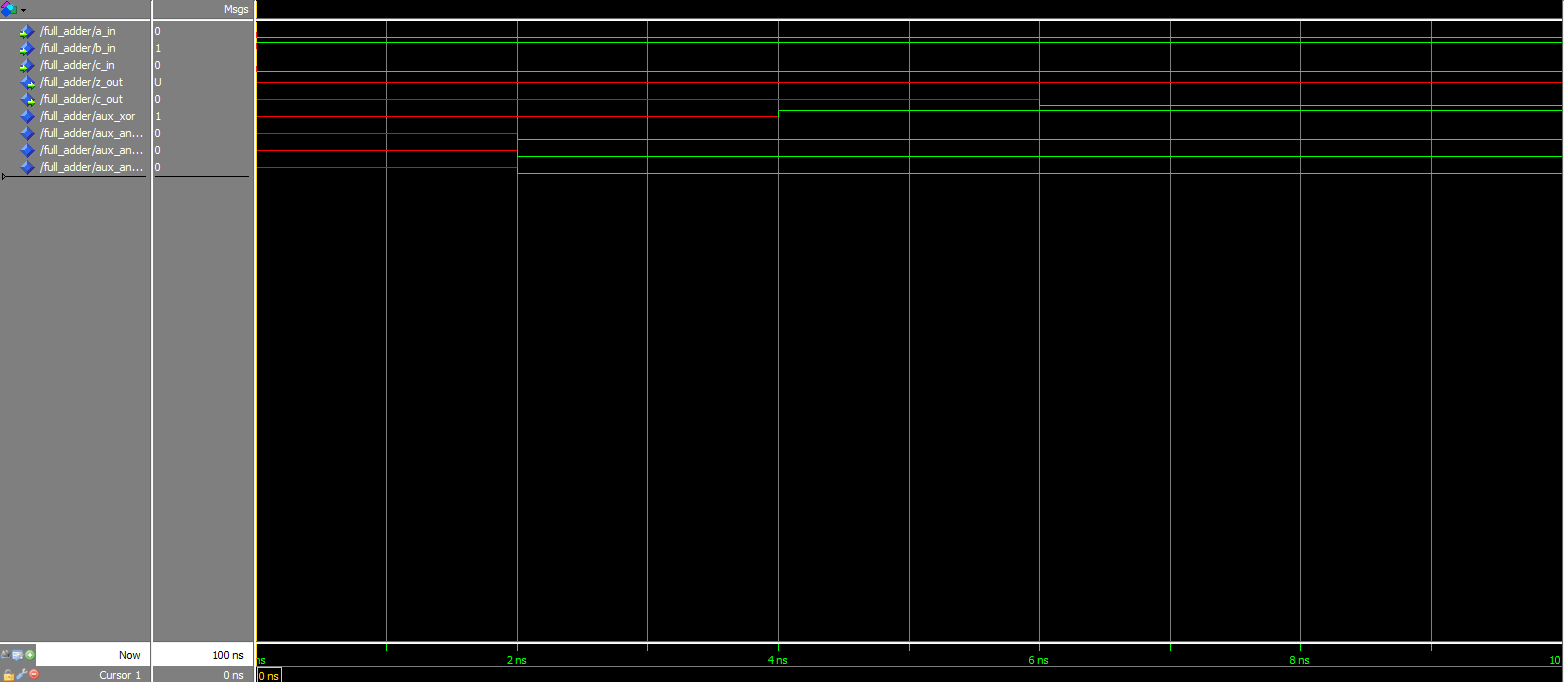 Msgs
/full_adder/a_in 0
/full_adder/b_in 1
/full_adder/c_in 0
/full_adder/z_out U
/full_adder/c_out 0
/full_adder/aux_xor 1
/full_adder/aux_an... 0
/full_adder/aux_an... 0
/full_adder/aux_an... 0
Now 100 ns ns 2 ns 4 ns 6 ns 8 ns 10
Cursor 1 0 ns 0 ns